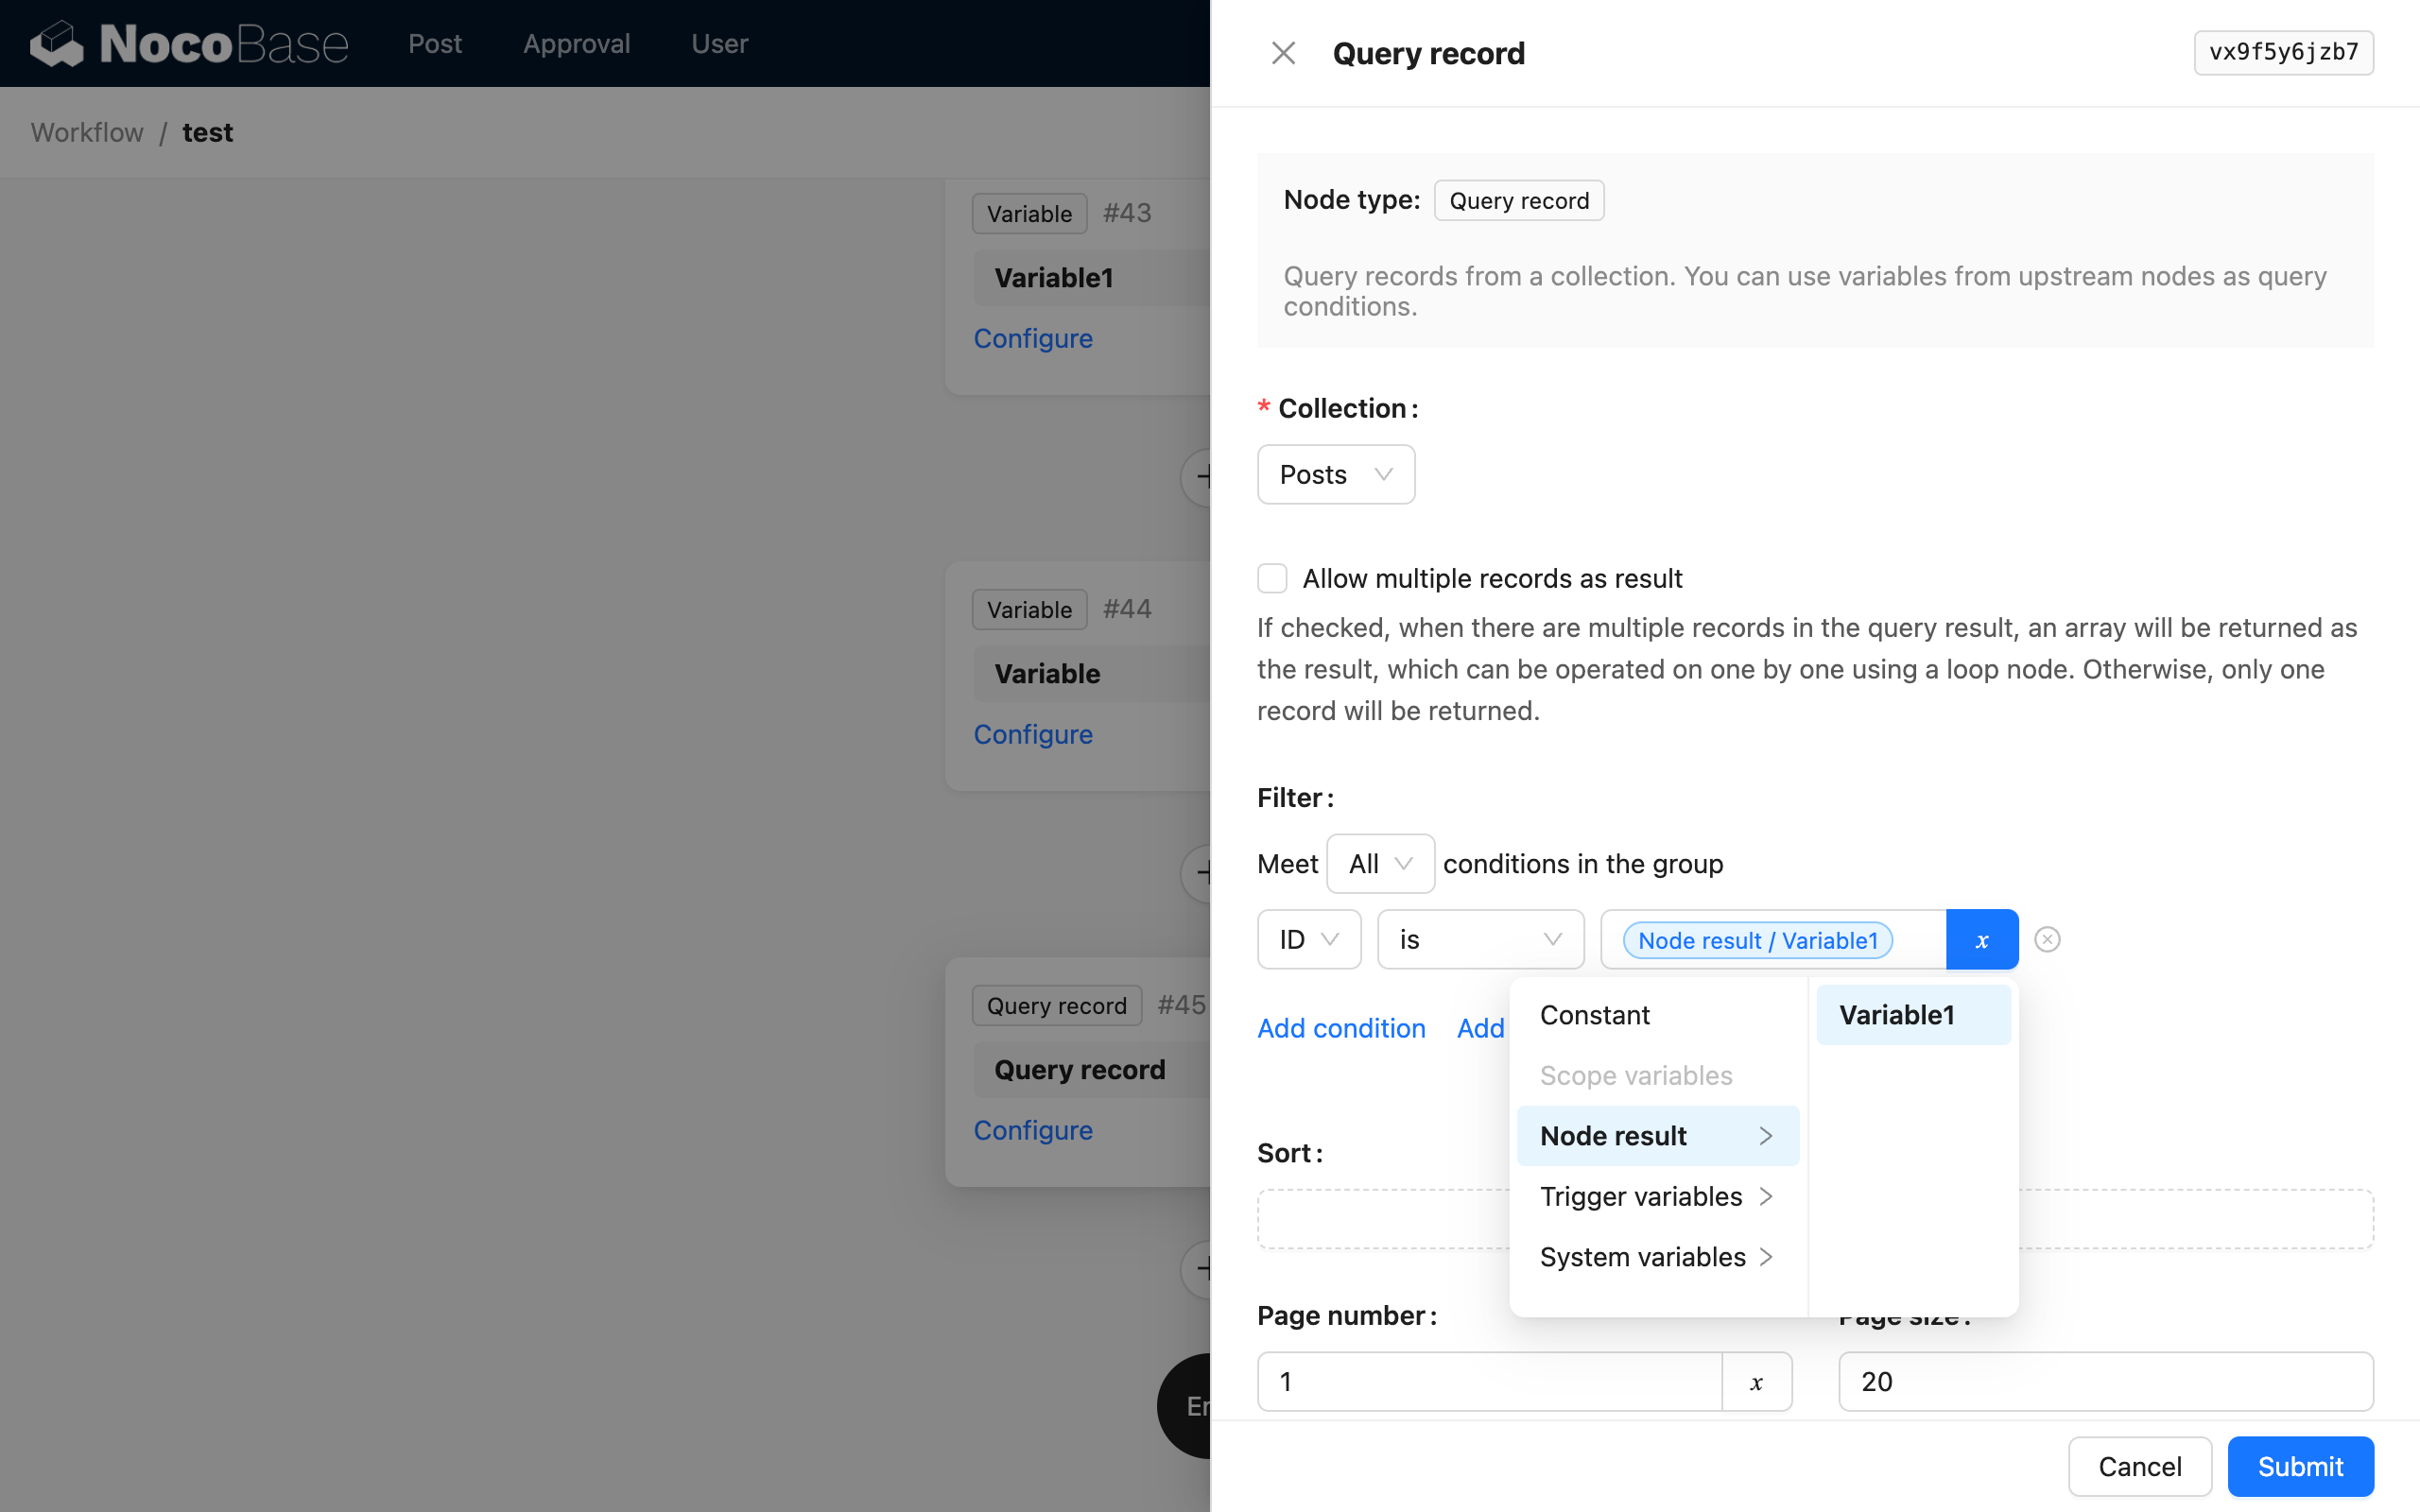 NocoBase
Post
Approval
User
Workflow / test
Variable #43
Variable1
Configure
Variable #44
Variable
Configure
Query record #45
Query record
Configure
Query record
vx9f5y6jzb7
Node type: Query record
Query records from a collection. You can use variables from upstream nodes as query
conditions.
* Collection:
Posts
Allow multiple records as result
If checked, when there are multiple records in the query result, an array will be returned as
the result, which can be operated on one by one using a loop node. Otherwise, only one
record will be returned.
Filter:
Meet All conditions in the group
ID is Node result / Variable1 x
Add condition Add
Constant
Scope variables
Node result
Trigger variables
System variables
Variable1
Sort:
Page number:
Page size:
1 x
20
Cancel
Submit